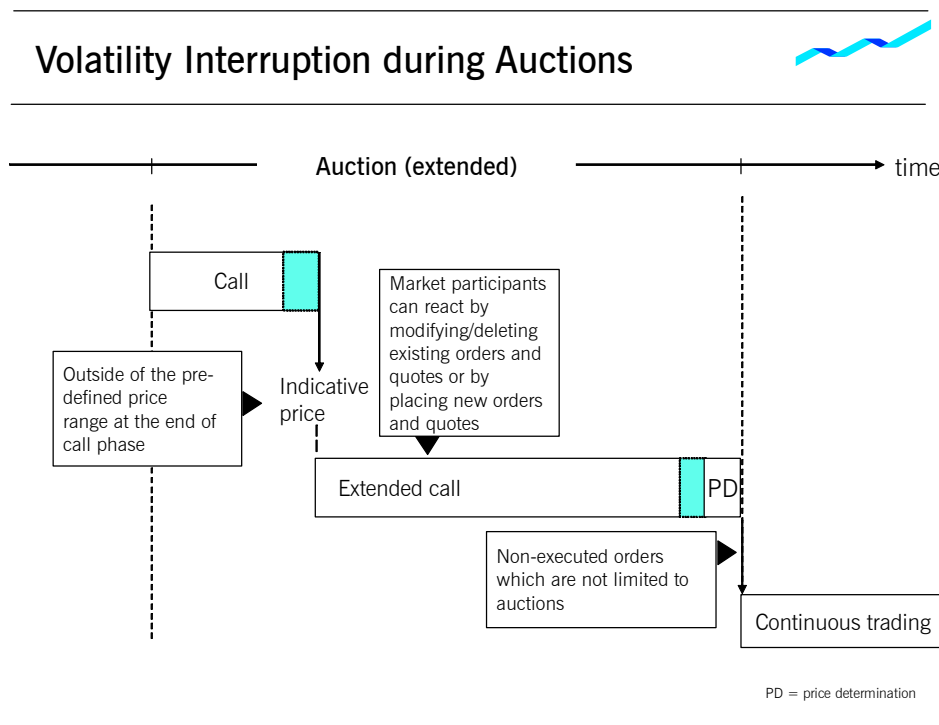 Volatility Interruption during Auctions
Auction (extended)
time
Call
Market participants
can react by
modifying/deleting
existing orders and
quotes or by
placing new orders
and quotes
Outside of the pre-
defined price
range at the end of
call phase
Indicative
price
Extended call
PD
Non-executed orders
which are not limited to
auctions
Continuous trading
PD = price determination